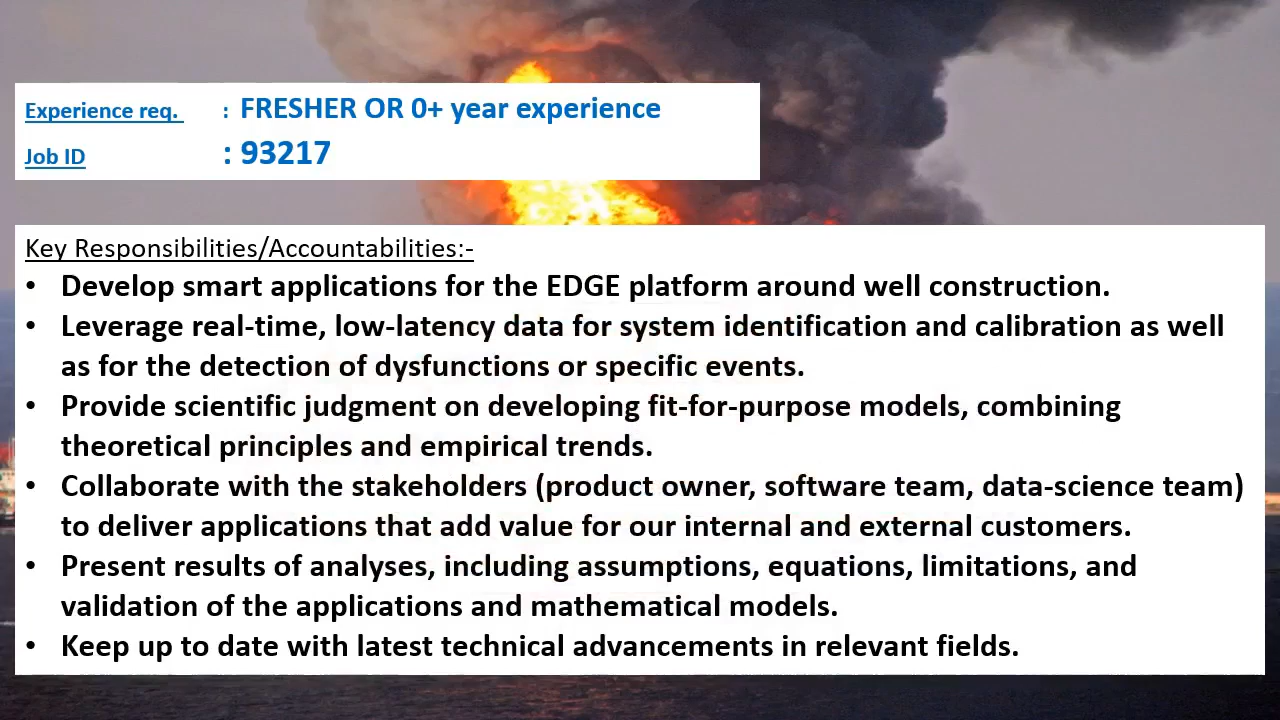 Experience req. : FRESHER OR 0+ year experience
Job ID : 93217
Key Responsibilities/Accountabilities:-
• Develop smart applications for the EDGE platform around well construction.
• Leverage real-time, low-latency data for system identification and calibration as well
as for the detection of dysfunctions or specific events.
• Provide scientific judgment on developing fit-for-purpose models, combining
theoretical principles and empirical trends.
• Collaborate with the stakeholders (product owner, software team, data-science team)
to deliver applications that add value for our internal and external customers.
• Present results of analyses, including assumptions, equations, limitations, and
validation of the applications and mathematical models.
• Keep up to date with latest technical advancements in relevant fields.